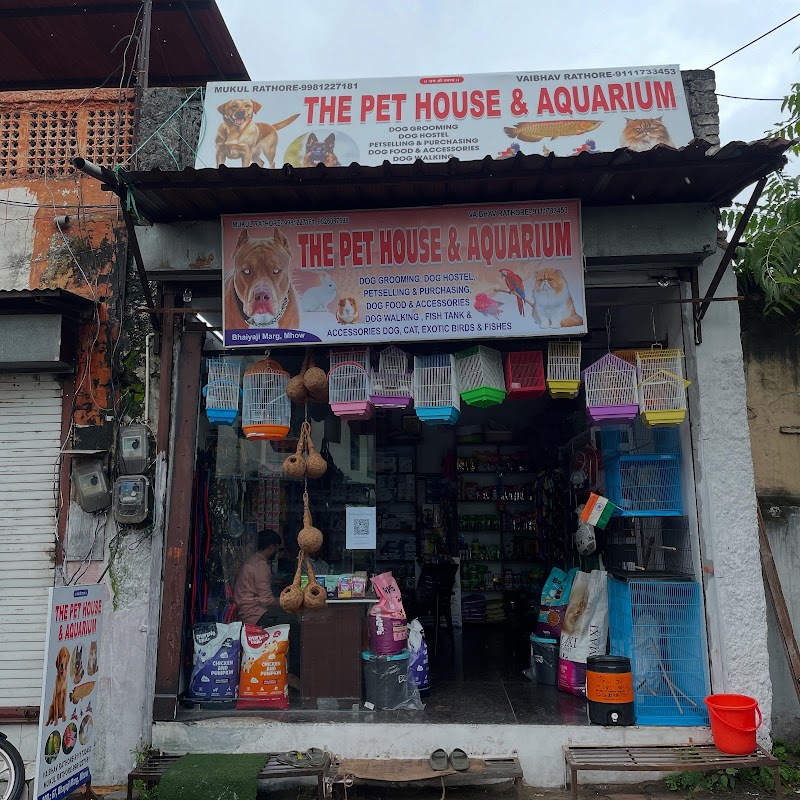 MUKUL RATHORE-9981227181
VAIBHAV RATHORE-9111733453
THE PET HOUSE & AQUARIUM
DOG GROOMING
DOG HOSTEL
PETSELLING & PURCHASING
DOG FOOD & ACCESSORIES
DOG WALKING
VAIBHAV RATHORE-9111733453
THE PET HOUSE & AQUARIUM
DOG GROOMING, DOG HOSTEL,
PETSELLING & PURCHASING,
DOG FOOD & ACCESSORIES
DOG WALKING , FISH TANK &
ACCESSORIES DOG, CAT, EXOTIC BIRDS & FISHES
Bhaiyaji Marg, Mhow
CHICKEN AND PUMPKIN
CHICKEN AND PUMPKIN
THE PET HOUSE
& AQUARIUM